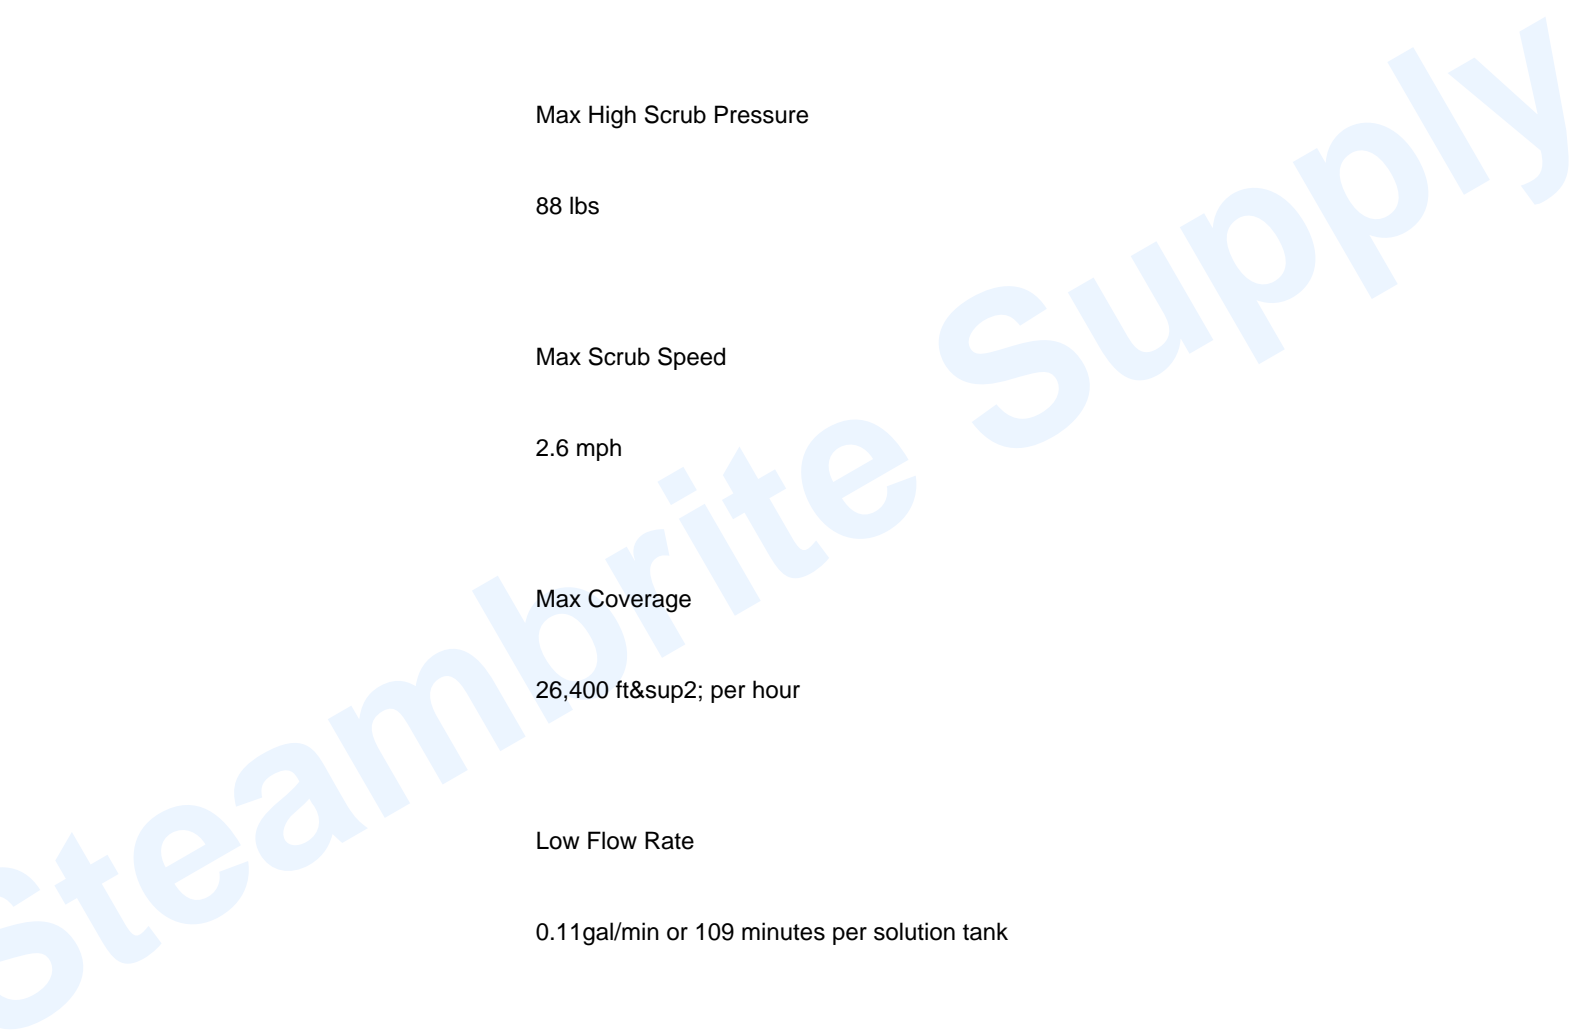 Max High Scrub Pressure
88 lbs
Max Scrub Speed
2.6 mph
Max Coverage
26,400 ft&sup2; per hour
Low Flow Rate
0.11gal/min or 109 minutes per solution tank
Steambrite Supply